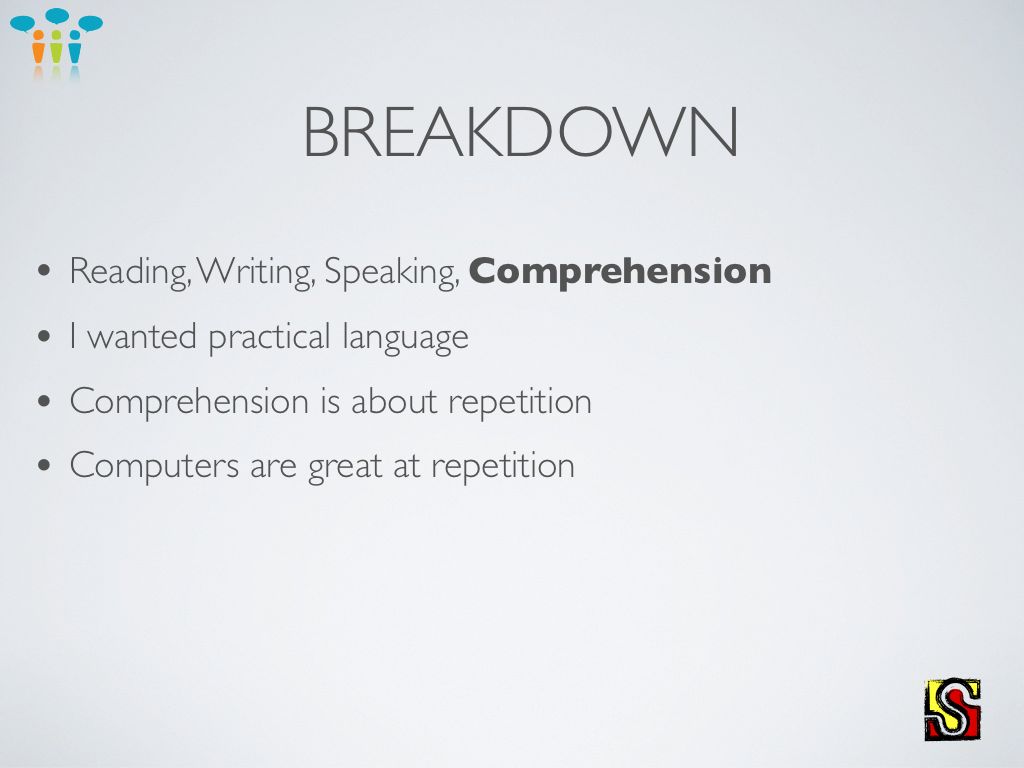 BREAKDOWN
• Reading, Writing, Speaking, Comprehension
• I wanted practical language
• Comprehension is about repetition
• Computers are great at repetition
S